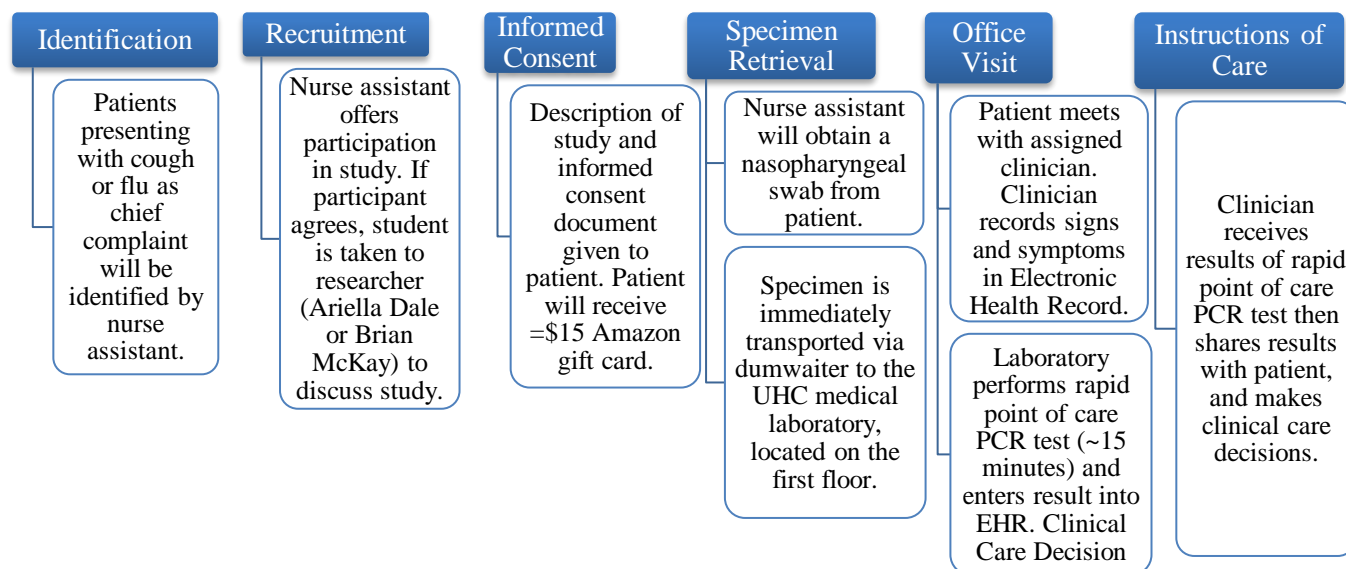 Identification
Patients
presenting
with cough
or flu as
chief
complaint
will be
identified by
nurse
assistant.
Recruitment
Nurse assistant
offers
participation
in study. If
participant
agrees, student
is taken to
researcher
(Ariella Dale
or Brian
McKay) to
discuss study.
Informed
Consent
Description of
study and
informed
consent
document
given to
patient. Patient
will receive
=$15 Amazon
gift card.
Specimen
Retrieval
Nurse assistant
will obtain a
nasopharyngeal
swab from
patient.
Specimen is
immediately
transported via
dumwaiter to the
UHC medical
laboratory,
located on the
first floor.
Office
Visit
Patient meets
with assigned
clinician.
Clinician
records signs
and symptoms
in Electronic
Health Record.
Laboratory
performs rapid
point of care
PCR test (~15
minutes) and
enters result into
EHR. Clinical
Care Decision
Instructions of
Care
Clinician
receives
results of rapid
point of care
PCR test then
shares results
with patient,
and makes
clinical care
decisions.